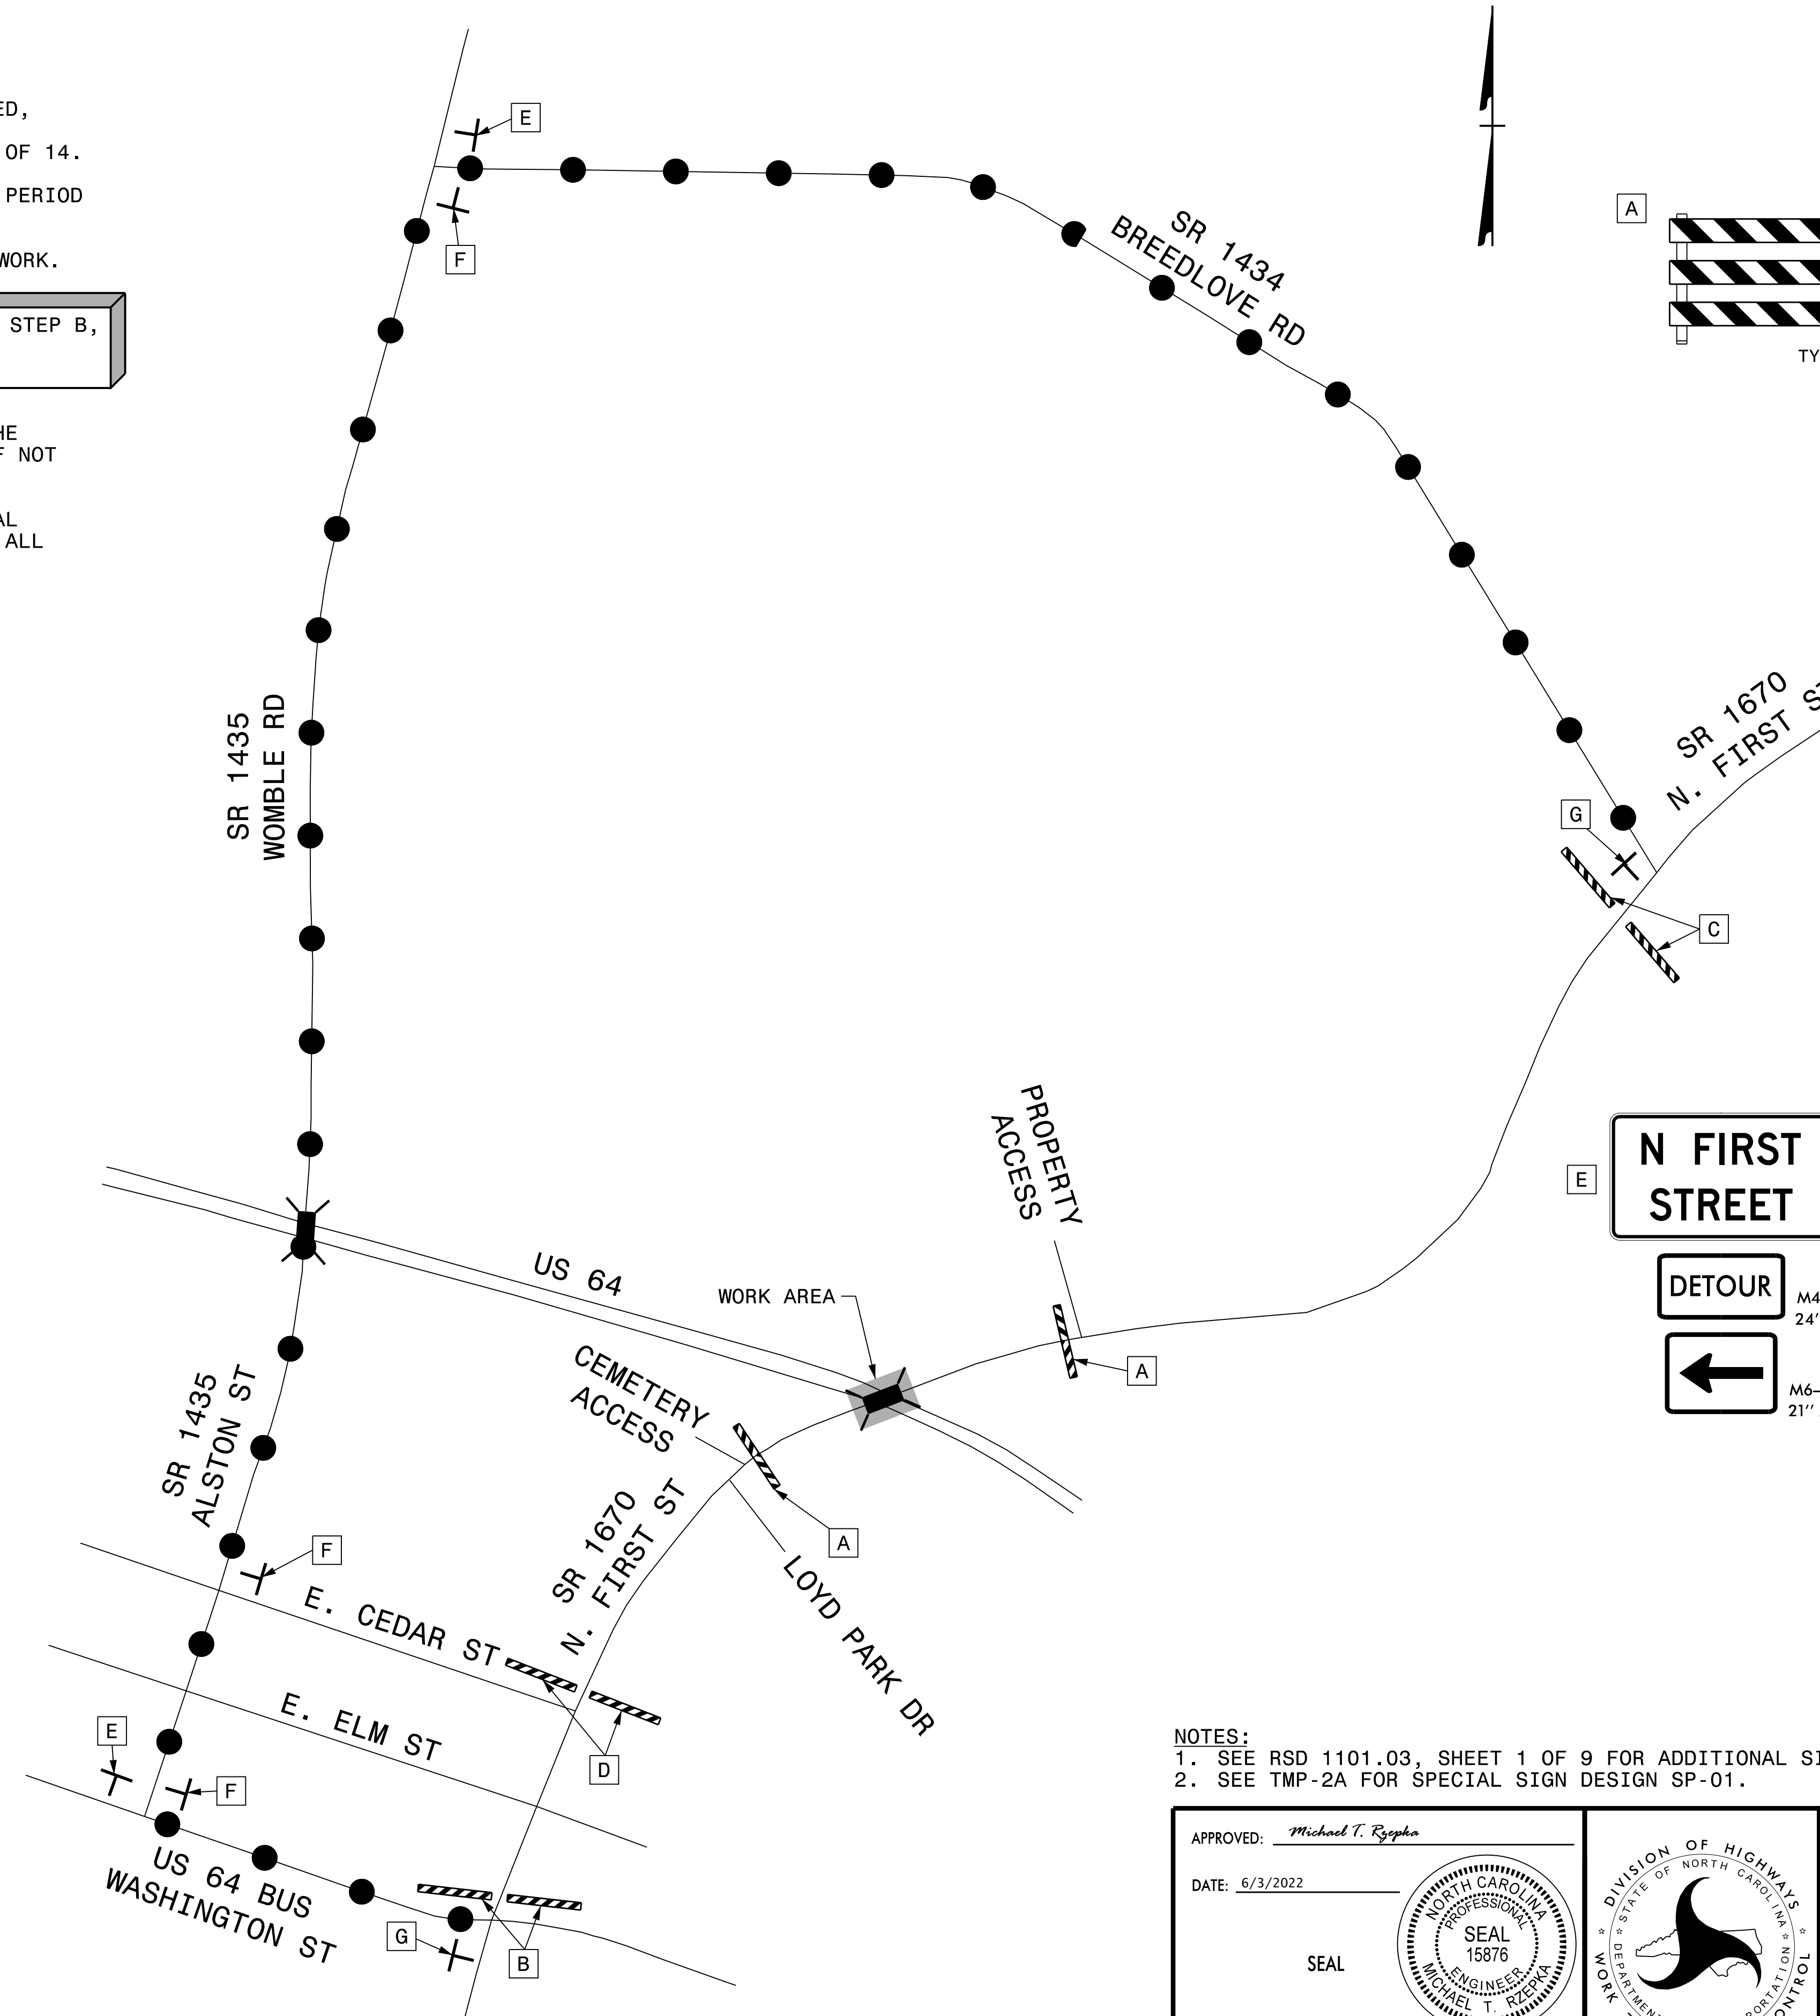 ED,
OF 14.
PERIOD
WORK.
STEP B,
HE
F NOT
AL
ALL
E
F
SR 1434
BREEDLOVE RD
A
TY
SR 1435
WOMBLE RD
SR 1670
N. FIRST S
G
C
PROPERTY
ACCESS
E
N FIRST
STREET
DETOUR
M4
24''
M6-
21''
US 64
WORK AREA
A
CEMETERY
ACCESS
A
SR 1435
ALSTON ST
SR 1670
N. FIRST ST
LOYD PARK DR
F
E. CEDAR ST
E. ELM ST
D
E
F
US 64 BUS
WASHINGTON ST
G
B
NOTES:
1. SEE RSD 1101.03, SHEET 1 OF 9 FOR ADDITIONAL SI
2. SEE TMP-2A FOR SPECIAL SIGN DESIGN SP-01.
APPROVED: Michael T. Rzepka
DATE: 6/3/2022
SEAL
NORTH CAROLINA
PROFESSIONAL
SEAL
15876
ENGINEER
MICHAEL T. RZEPKA
DIVISION OF HIGHWAYS
STATE OF NORTH CAROLINA
DEPARTMEN
PORTATION
WORK
ONTROL